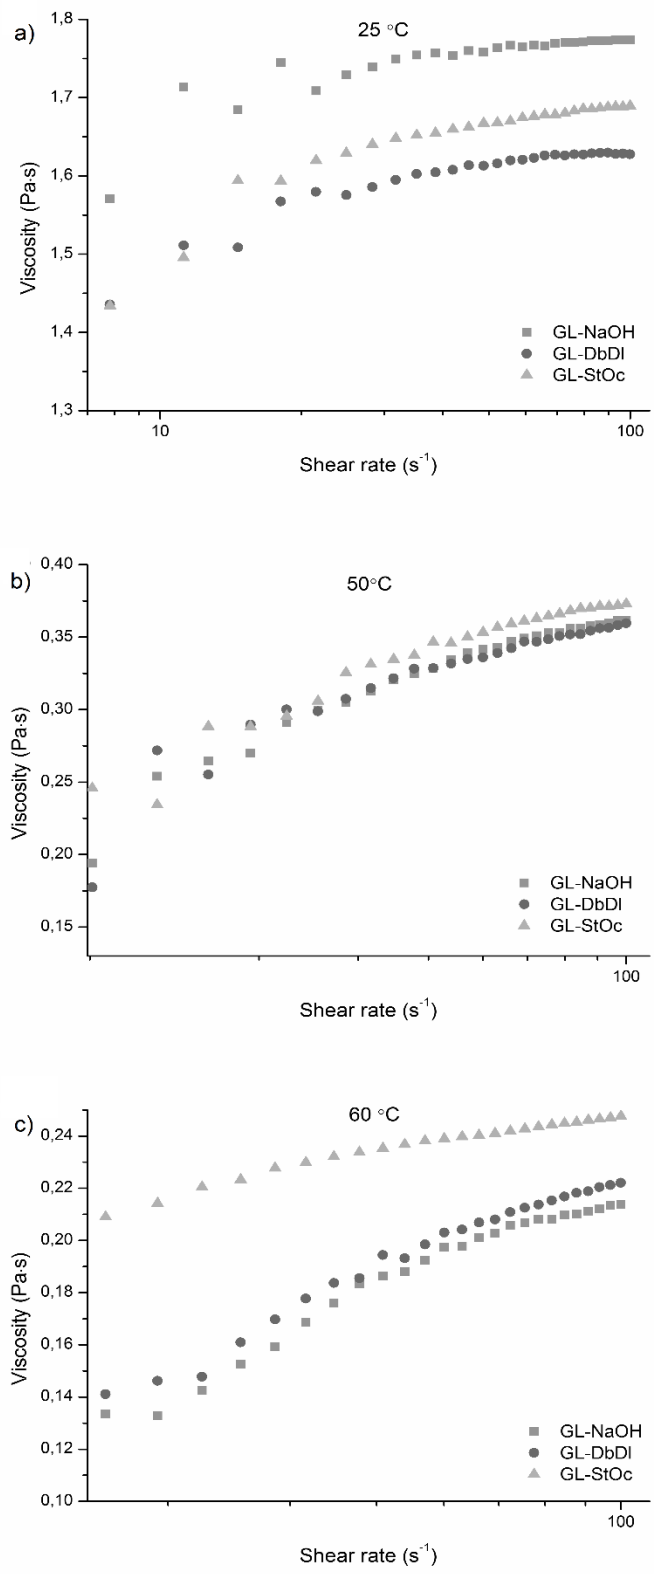 a)
25 °C
1,8
1,7
1,6
1,5
1,4
1,3
Viscosity (Pa·s)
GL-NaOH
GL-DbDl
GL-StOc
10
100
Shear rate (s⁻¹)
b)
50°C
0,40
0,35
0,30
0,25
0,20
0,15
Viscosity (Pa·s)
GL-NaOH
GL-DbDl
GL-StOc
100
Shear rate (s⁻¹)
c)
60 °C
0,24
0,22
0,20
0,18
0,16
0,14
0,12
0,10
Viscosity (Pa·s)
GL-NaOH
GL-DbDl
GL-StOc
100
Shear rate (s⁻¹)